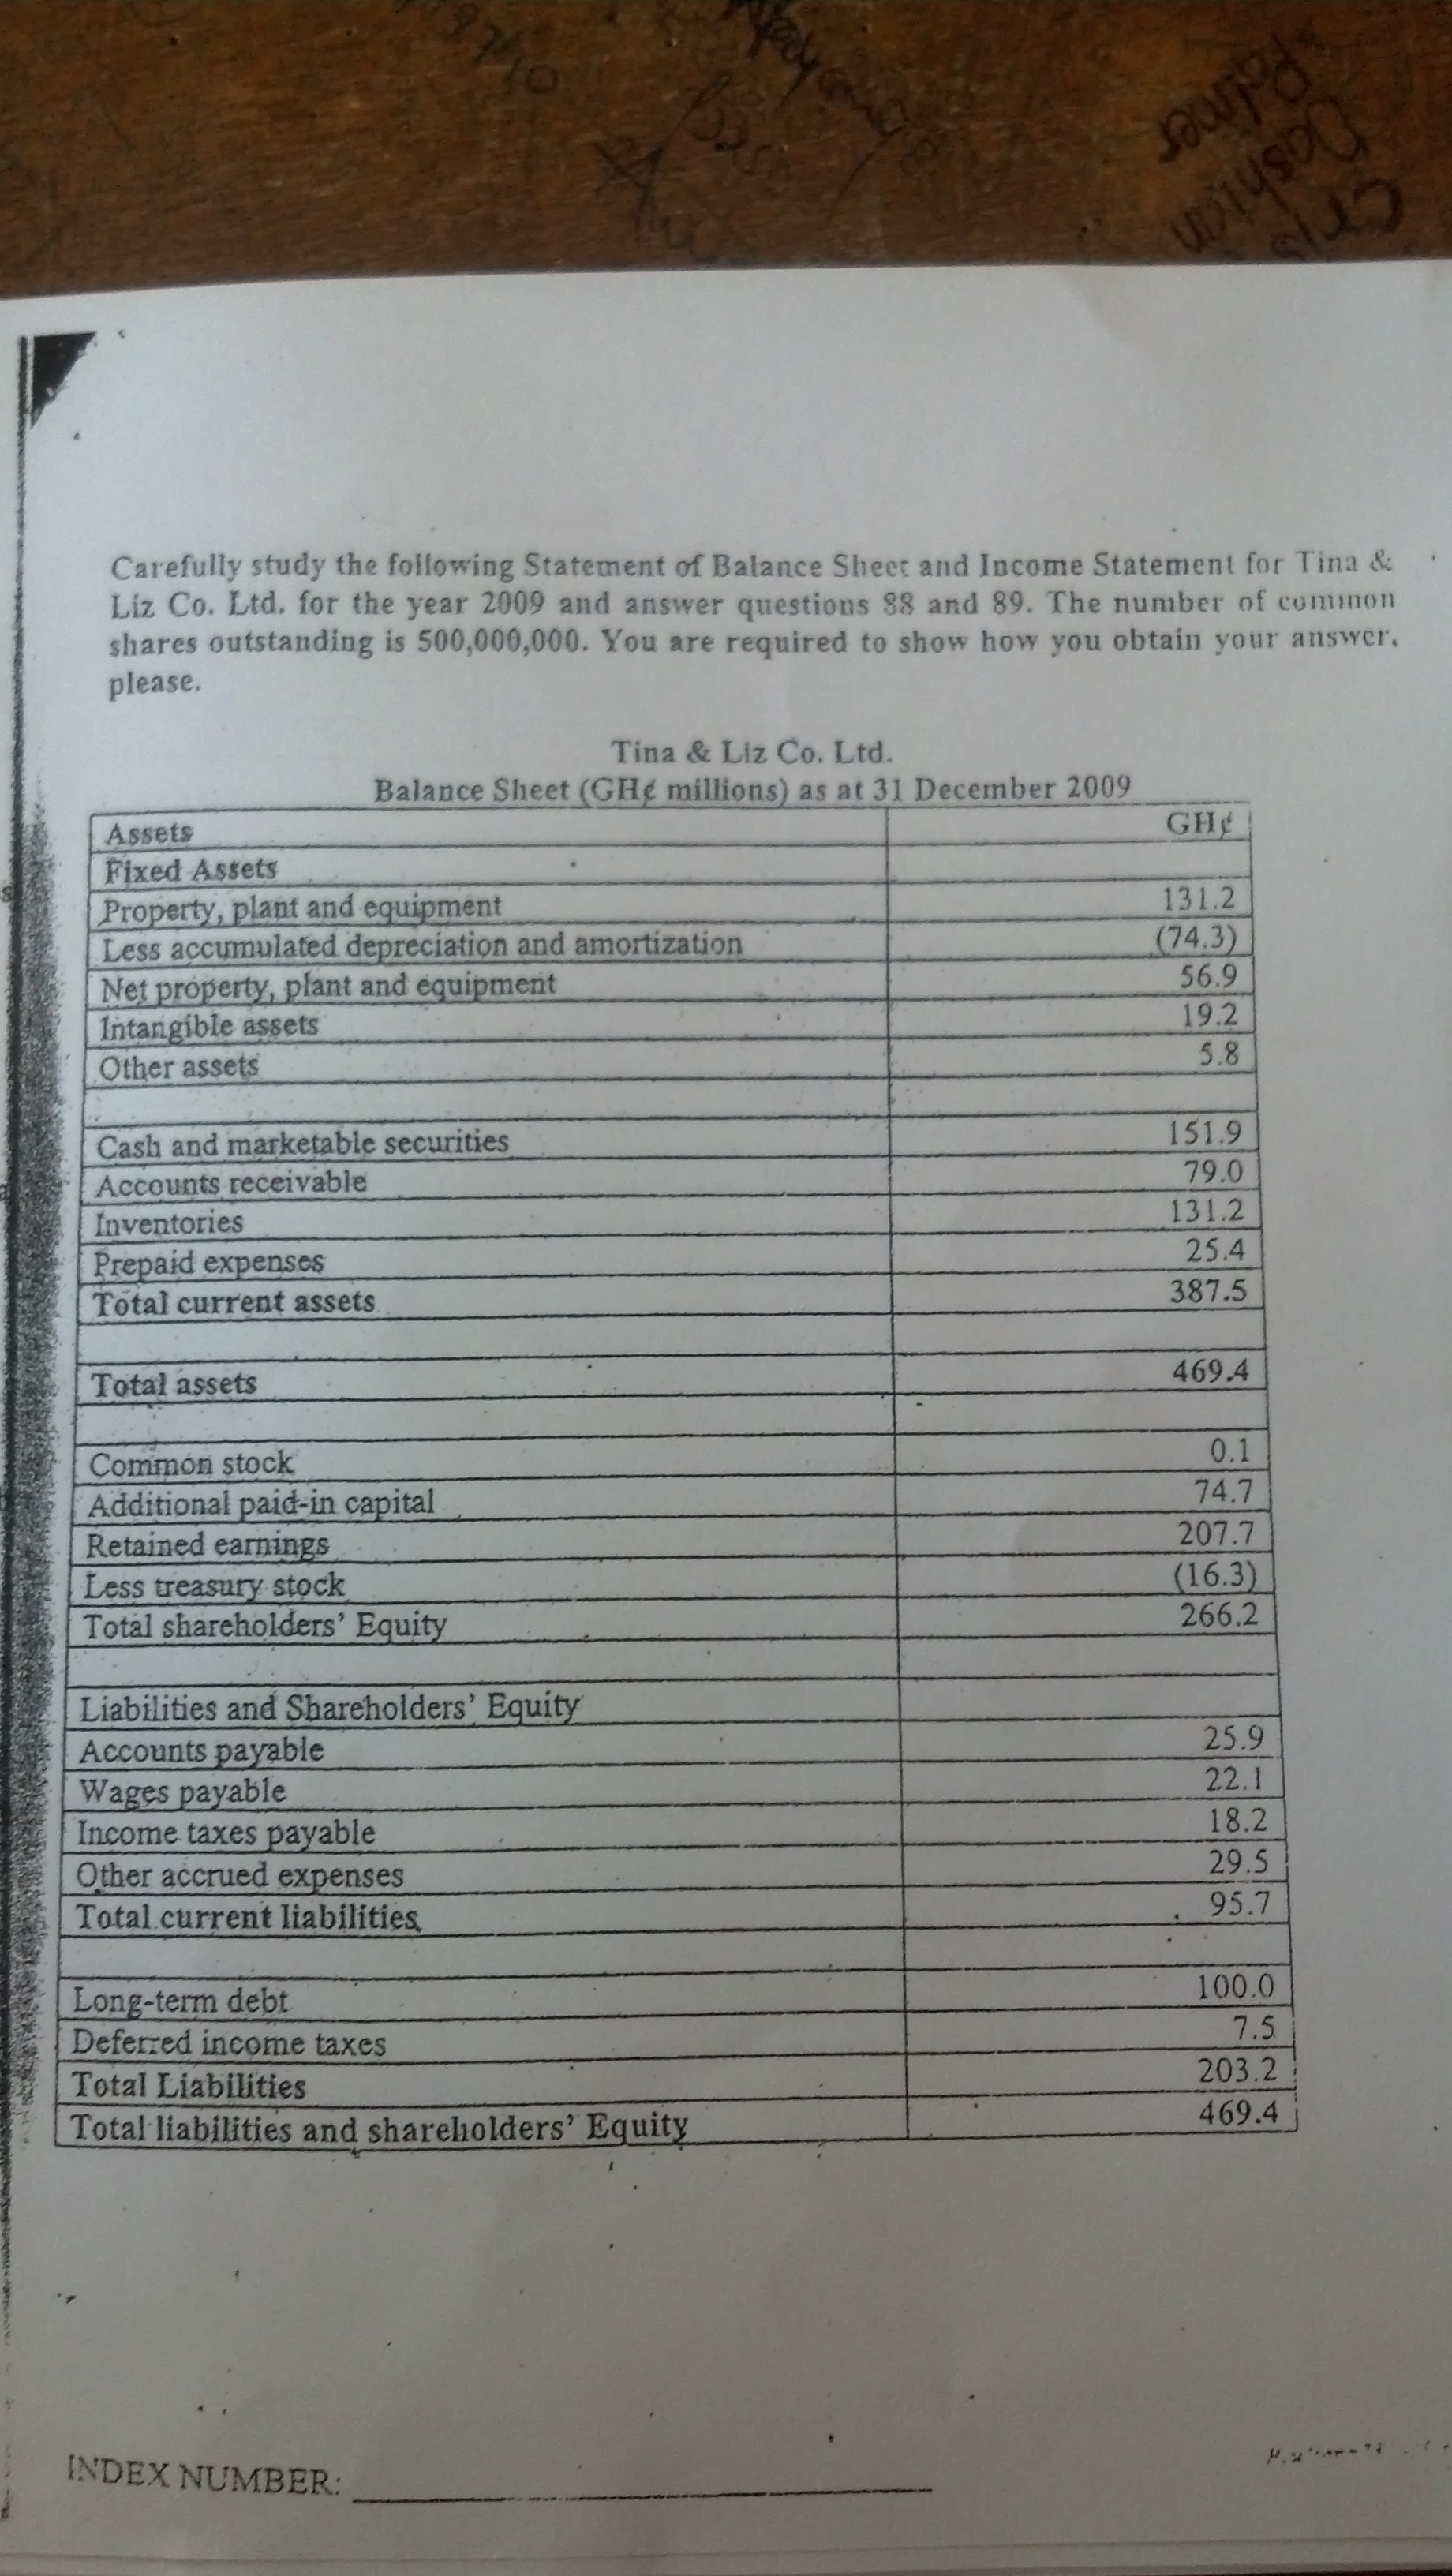 Carefully study the following Statement of Balance Sheet and Income Statement for Tina &
Liz Co. Ltd. for the year 2009 and answer questions 88 and 89. The number of common
shares outstanding is 500,000,000. You are required to show how you obtain your answer,
please.
Tina & Liz Co. Ltd.
Balance Sheet (GH¢ millions) as at 31 December 2009
Assets GH¢
Fixed Assets
Property, plant and equipment 131.2
Less accumulated depreciation and amortization (74.3)
Net property, plant and equipment 56.9
Intangible assets 19.2
Other assets 5.8
Cash and marketable securities 151.9
Accounts receivable 79.0
Inventories 131.2
Prepaid expenses 25.4
Total current assets 387.5
Total assets 469.4
Common stock 0.1
Additional paid-in capital 74.7
Retained earnings 207.7
Less treasury stock (16.3)
Total shareholders' Equity 266.2
Liabilities and Shareholders' Equity
Accounts payable 25.9
Wages payable 22.1
Income taxes payable 18.2
Other accrued expenses 29.5
Total current liabilities 95.7
Long-term debt 100.0
Deferred income taxes 7.5
Total Liabilities 203.2
Total liabilities and shareholders' Equity 469.4
INDEX NUMBER: